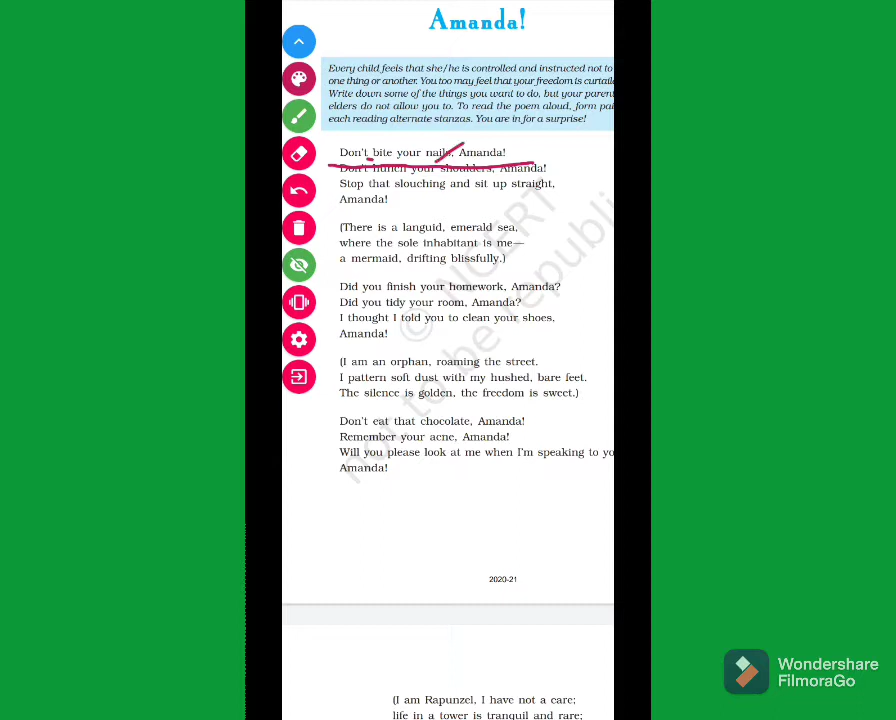 Amanda!
Every child feels that she/he is controlled and instructed not to
one thing or another. You too may feel that your freedom is
Write down some of the things you want to do, but your
elders do not allow you to. To read the poem aloud, form
each reading alternate stanzas. You are in for a surprise!
Don't bite your nails, Amanda!
Don't hunch your shoulders, Amanda!
Stop that slouching and sit up straight,
Amanda!
(There is a languid, emerald sea,
where the sole inhabitant is me—
a mermaid, drifting blissfully.)
Did you finish your homework, Amanda?
Did you tidy your room, Amanda?
I thought I told you to clean your shoes,
Amanda!
(I am an orphan, roaming the street.
I pattern soft dust with my hushed, bare feet.
The silence is golden, the freedom is sweet.)
Don't eat that chocolate, Amanda!
Remember your acne, Amanda!
Will you please look at me when I'm speaking to
Amanda!
© NCERT
not to be republi
2020-21
(I am Rapunzel, I have not a care;
life in a tower is tranquil and rare;
Wondershare
FilmoraGo